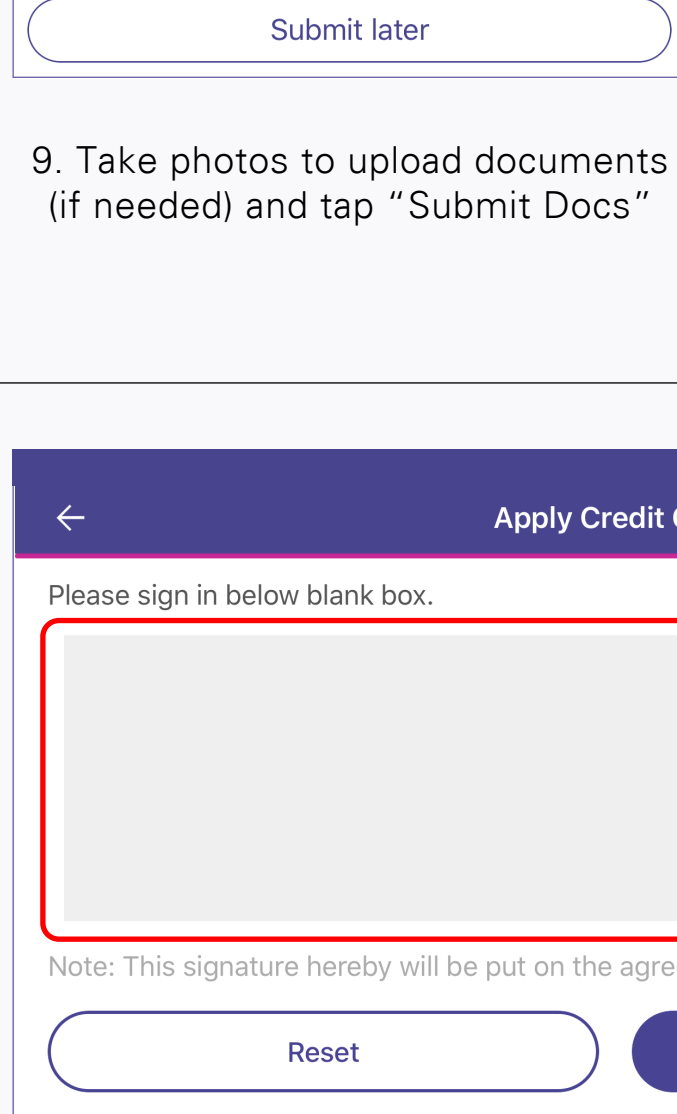 Submit later
9. Take photos to upload documents
(if needed) and tap “Submit Docs”
Apply Credit
Please sign in below blank box.
Note: This signature hereby will be put on the agre
Reset